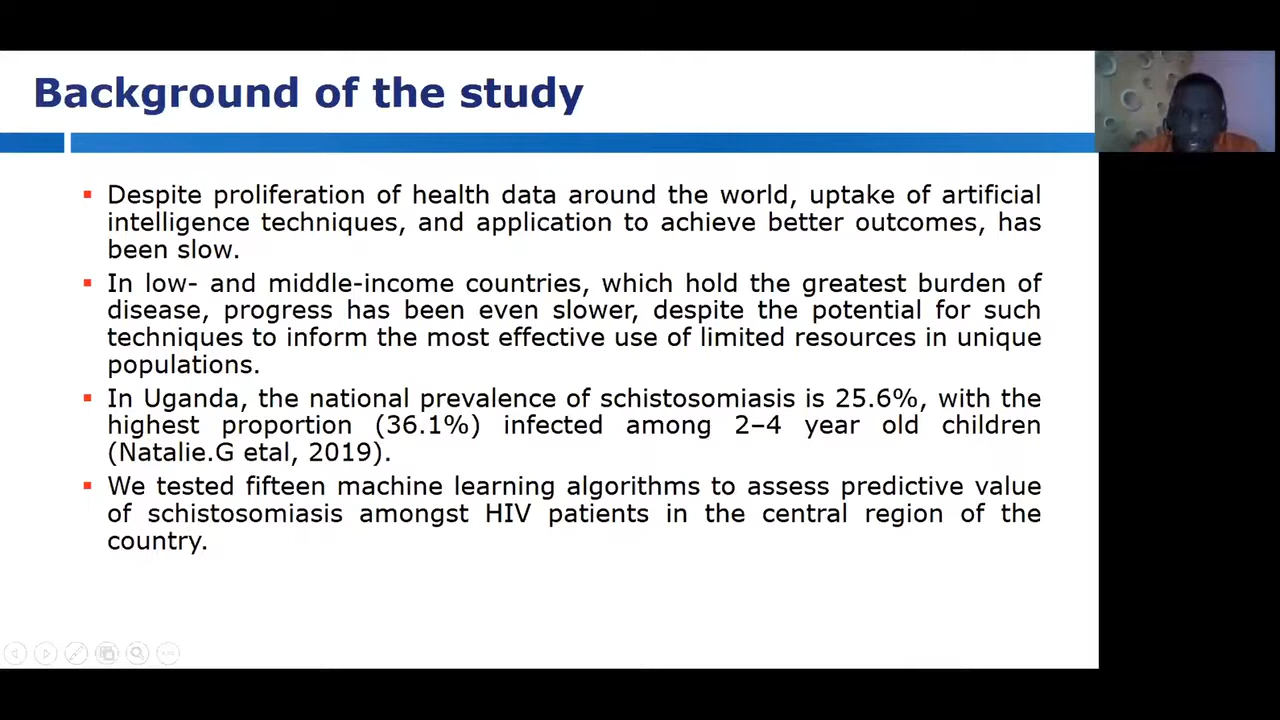 Background of the study
Despite proliferation of health data around the world, uptake of artificial
intelligence techniques, and application to achieve better outcomes, has
been slow.
In low- and middle-income countries, which hold the greatest burden of
disease, progress has been even slower, despite the potential for such
techniques to inform the most effective use of limited resources in unique
populations.
In Uganda, the national prevalence of schistosomiasis is 25.6%, with the
highest proportion (36.1%) infected among 2–4 year old children
(Natalie.G etal, 2019).
We tested fifteen machine learning algorithms to assess predictive value
of schistosomiasis amongst HIV patients in the central region of the
country.